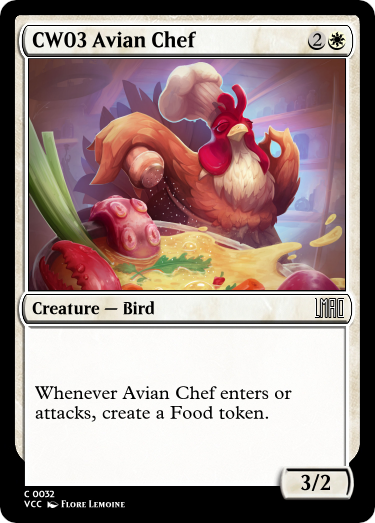 CW03 Avian Chef 2
Creature — Bird LMAO
Whenever Avian Chef enters or
attacks, create a Food token.
3/2
C 0032
VCC Flore Lemoine